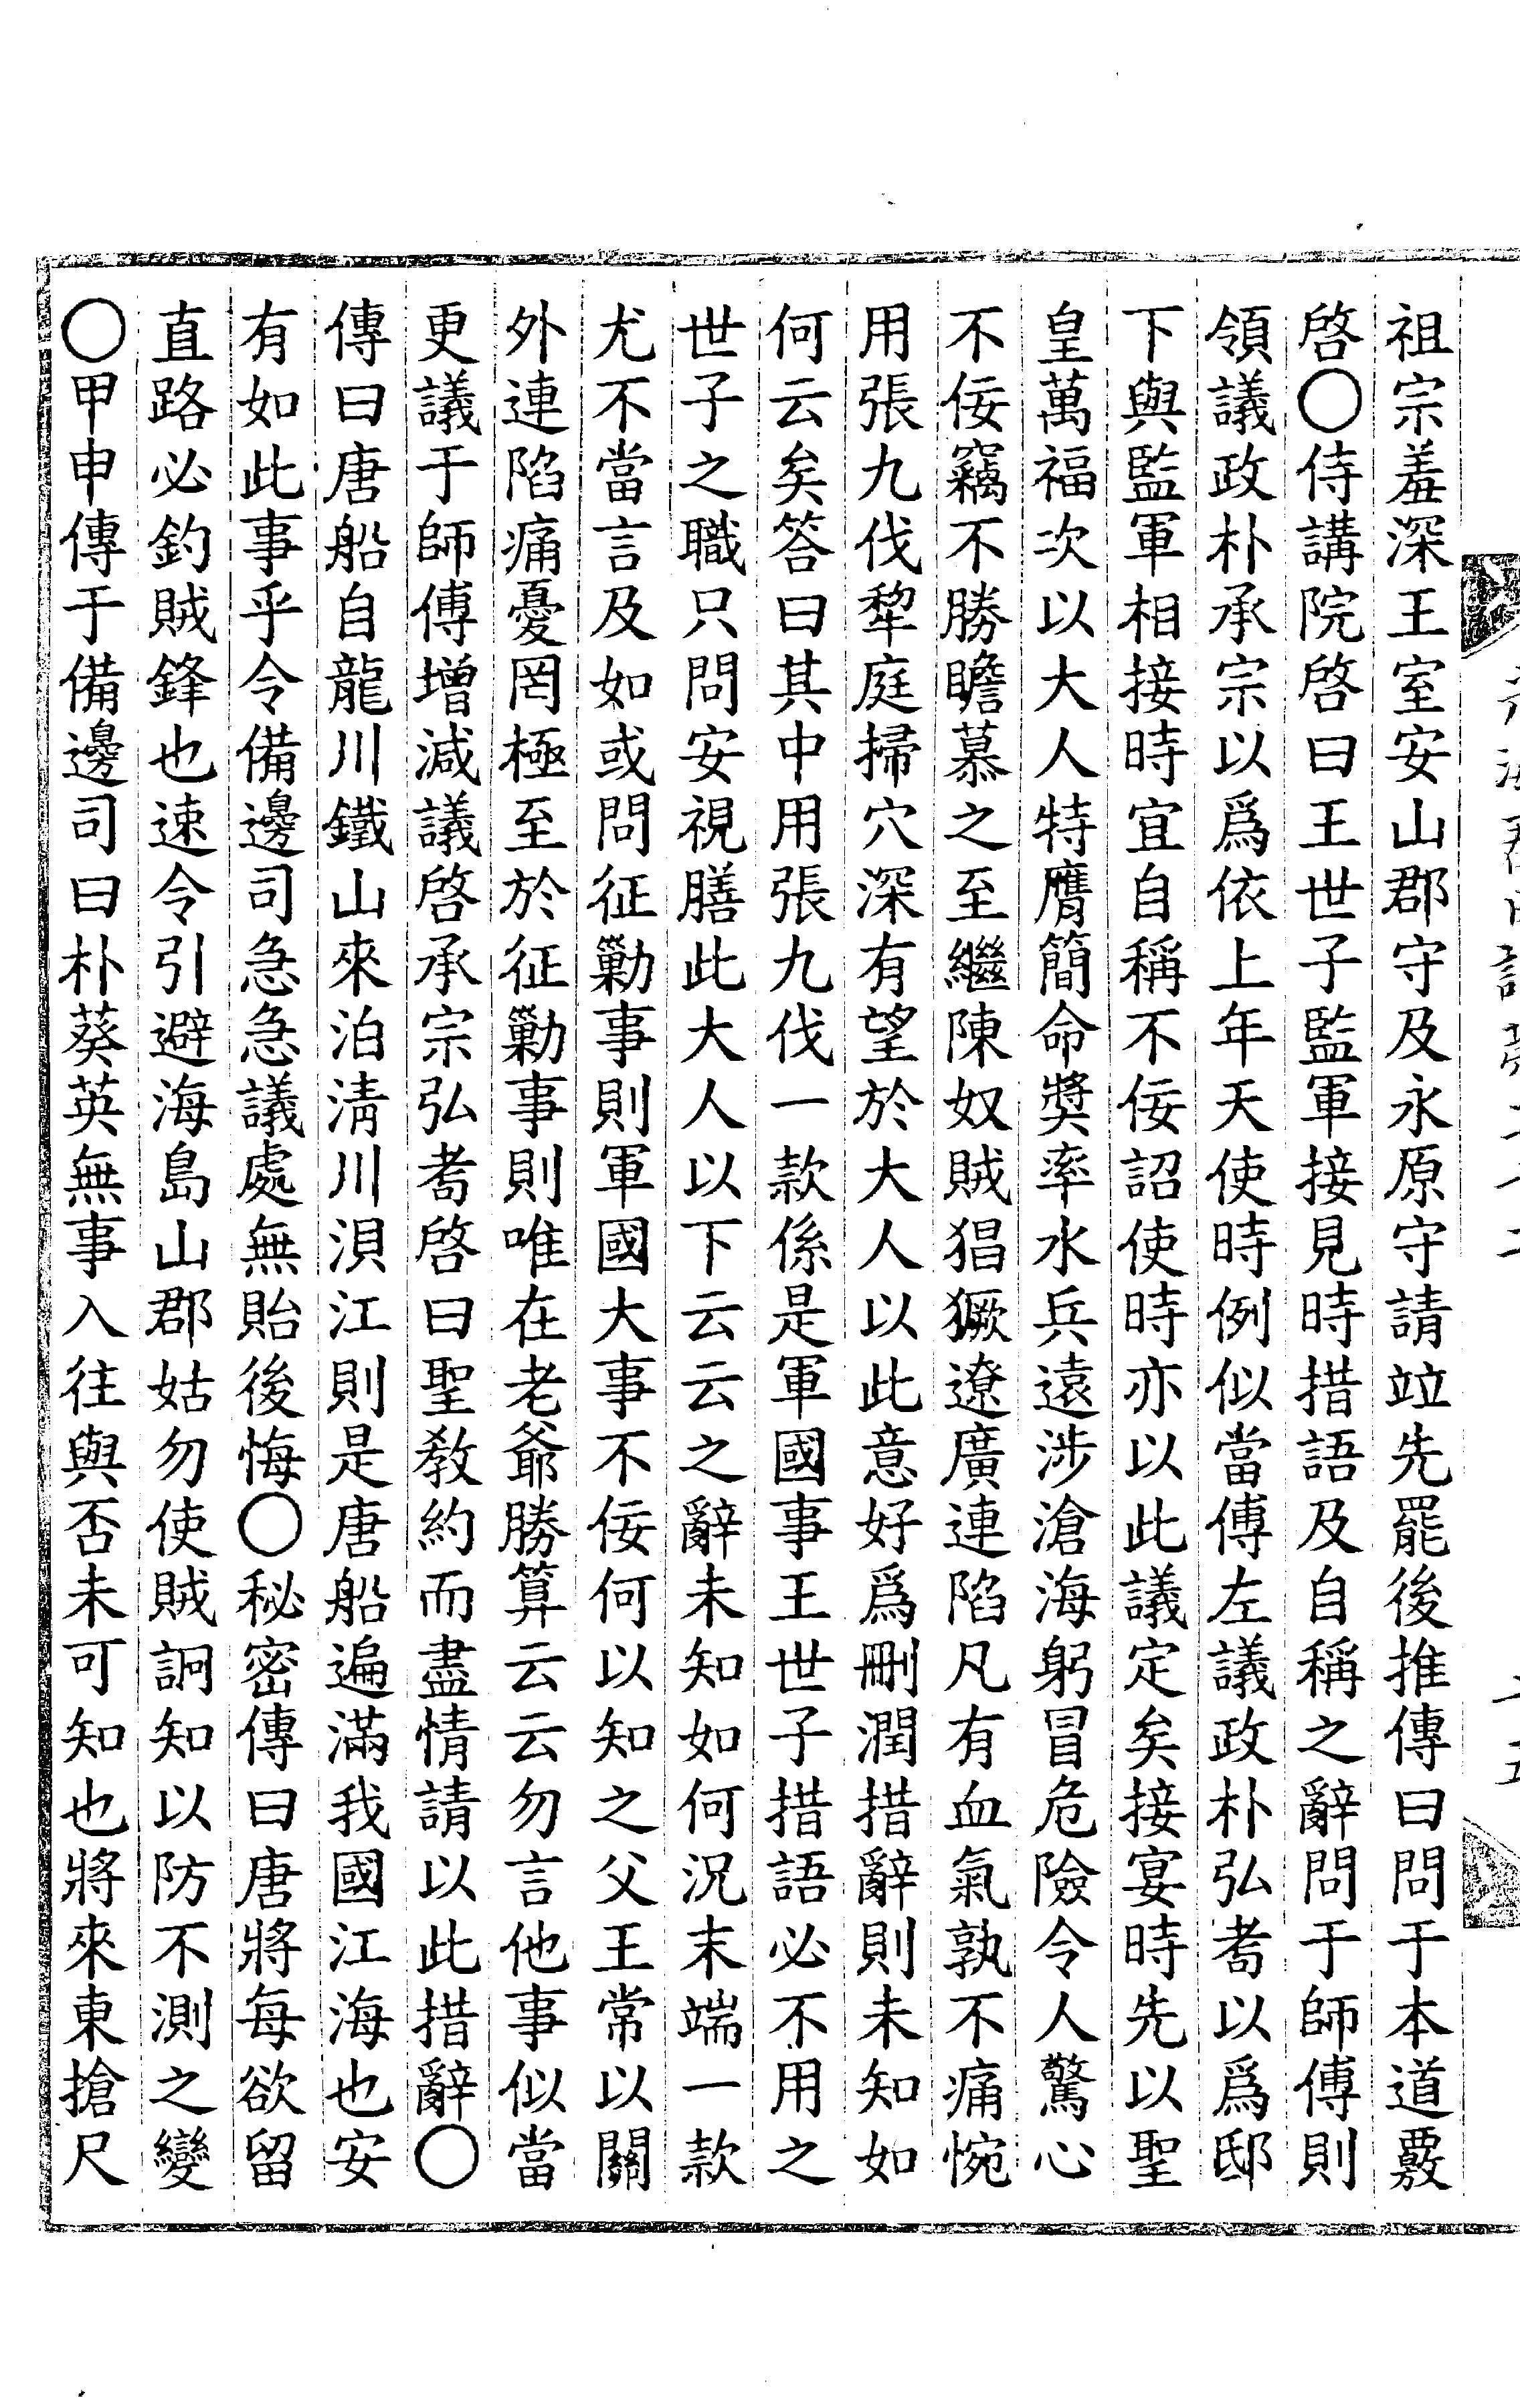 祖宗羞深王室安山郡守及永原守請竝先罷後推傳曰問于本道覈
啓〇侍講院啓曰王世子監軍接見時措語及自稱之辭問于師傅則
領議政朴承宗以爲依上年天使時例似當傅左議政朴弘耈以爲邸
下與監軍相接時宜自稱不佞詔使時亦以此議定矣接宴時先以聖
皇萬福次以大人特膺簡命奬率水兵遠涉滄海躬冒危險令人驚心
不佞竊不勝瞻慕之至繼陳奴賊猖獗遼廣連陷凡有血氣孰不痛惋
用張九伐犂庭掃穴深有望於大人以此意好爲刪潤措辭則未知如
何云矣答曰其中用張九伐一款係是軍國事王世子措語必不用之
世子之職只問安視膳此大人以下云云之辭未知如何況末端一款
尤不當言及如或問征勦事則軍國大事不佞何以知之父王常以關
外連陷痛憂罔極至於征勦事則唯在老爺勝算云云勿言他事似當
更議于師傅增減議啓承宗弘耈啓曰聖敎約而盡情請以此措辭〇
傳曰唐船自龍川鐵山來泊淸川浿江則是唐船遍滿我國江海也安
有如此事乎令備邊司急急議處無貽後悔〇秘密傳曰唐將每欲留
直路必釣賊鋒也速令引避海島山郡姑勿使賊詗知以防不測之變
〇甲申傳于備邊司曰朴葵英無事入往與否未可知也將來東搶尺